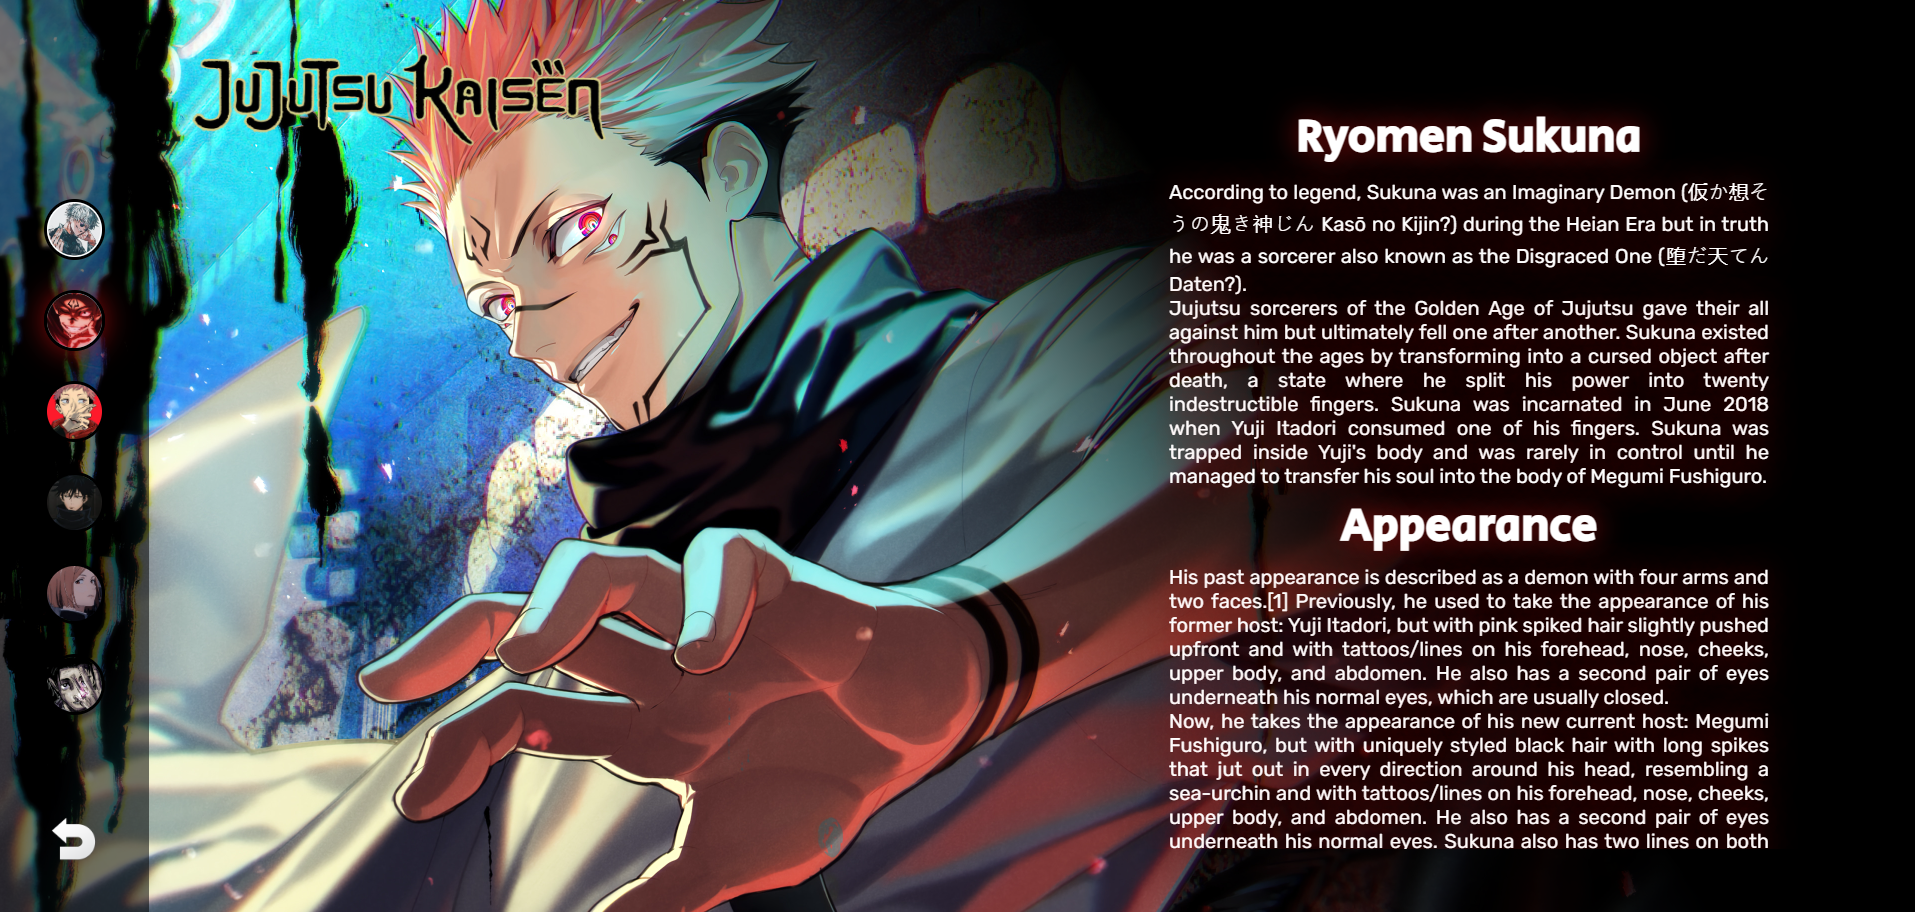 JUJUTSU KAISEN
Ryomen Sukuna
According to legend, Sukuna was an Imaginary Demon (仮か想そ
うの鬼き神じん Kasō no Kijin?) during the Heian Era but in truth
he was a sorcerer also known as the Disgraced One (堕だ天てん
Daten?).
Jujutsu sorcerers of the Golden Age of Jujutsu gave their all
against him but ultimately fell one after another. Sukuna existed
throughout the ages by transforming into a cursed object after
death, a state where he split his power into twenty
indestructible fingers. Sukuna was incarnated in June 2018
when Yuji Itadori consumed one of his fingers. Sukuna was
trapped inside Yuji's body and was rarely in control until he
managed to transfer his soul into the body of Megumi Fushiguro.
Appearance
His past appearance is described as a demon with four arms and
two faces.[1] Previously, he used to take the appearance of his
former host: Yuji Itadori, but with pink spiked hair slightly pushed
upfront and with tattoos/lines on his forehead, nose, cheeks,
upper body, and abdomen. He also has a second pair of eyes
underneath his normal eyes, which are usually closed.
Now, he takes the appearance of his new current host: Megumi
Fushiguro, but with uniquely styled black hair with long spikes
that jut out in every direction around his head, resembling a
sea-urchin and with tattoos/lines on his forehead, nose, cheeks,
upper body, and abdomen. He also has a second pair of eyes
underneath his normal eyes. Sukuna also has two lines on both